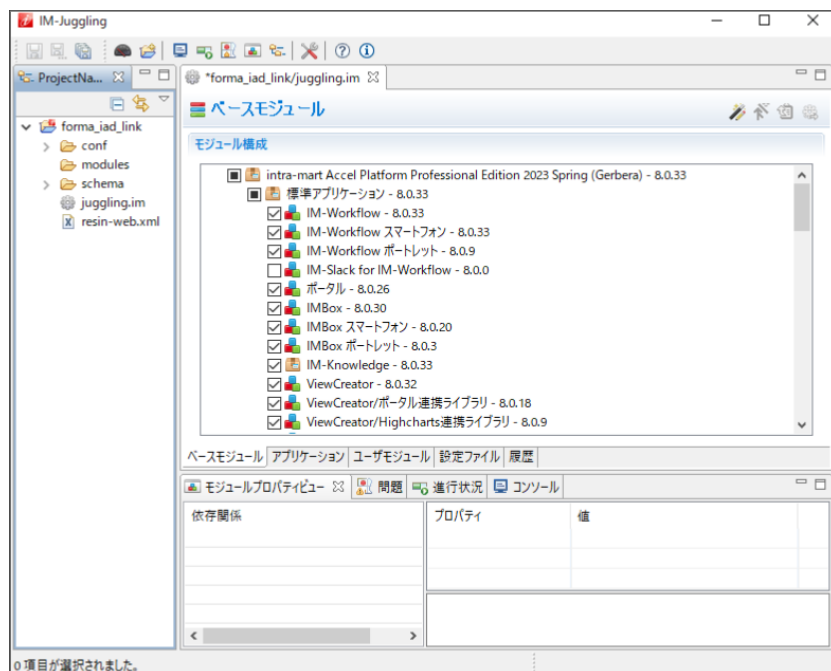 IM-Juggling
ProjectNa...
*forma_iad_link/juggling.im
ベースモジュール
モジュール構成
forma_iad_link
conf
modules
schema
juggling.im
resin-web.xml
intra-mart Accel Platform Professional Edition 2023 Spring (Gerbera) - 8.0.33
標準アプリケーション - 8.0.33
IM-Workflow - 8.0.33
IM-Workflow スマートフォン - 8.0.33
IM-Workflow ポートレット - 8.0.9
IM-Slack for IM-Workflow - 8.0.0
ポータル - 8.0.26
IMBox - 8.0.30
IMBox スマートフォン - 8.0.20
IMBox ポートレット - 8.0.3
IM-Knowledge - 8.0.33
ViewCreator - 8.0.32
ViewCreator/ポータル連携ライブラリ - 8.0.18
ViewCreator/Highcharts連携ライブラリ - 8.0.9
ベースモジュール アプリケーション ユーザモジュール 設定ファイル 履歴
モジュールプロパティビュー 問題 進行状況 コンソール
依存関係 プロパティ 値
0 項目が選択されました。